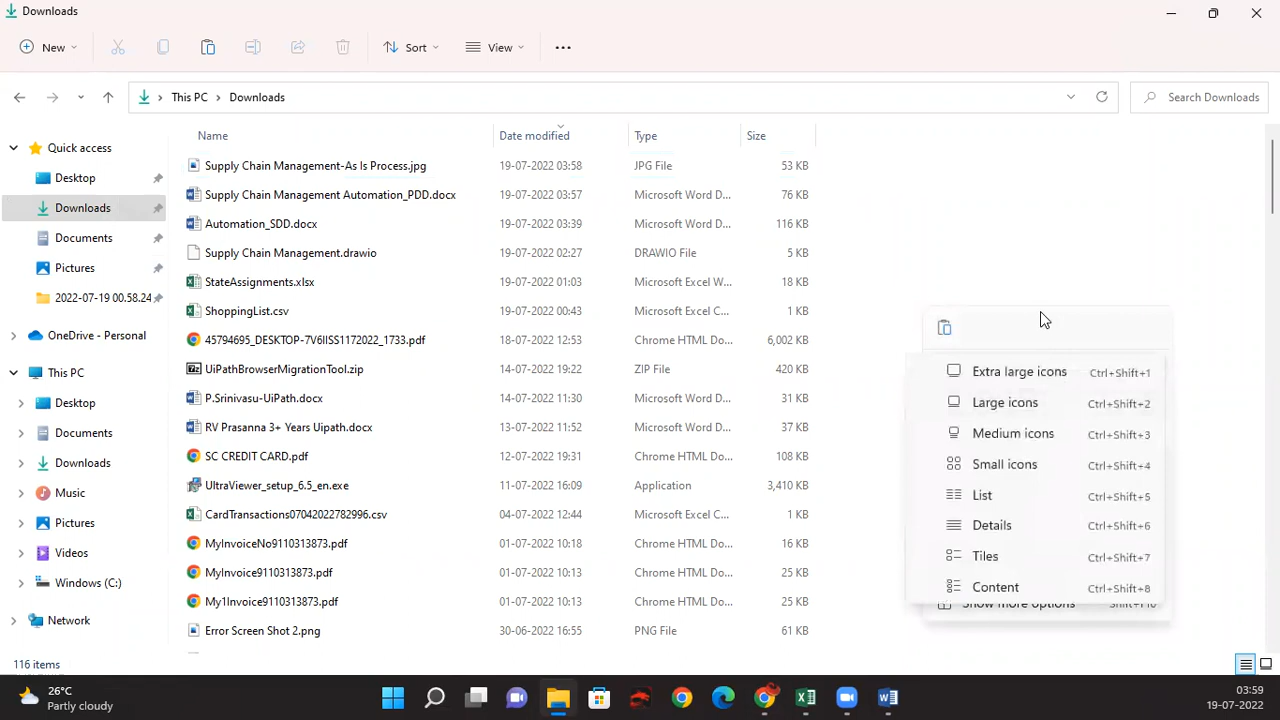 Downloads
New
Sort
View
This PC
Downloads
Search Downloads
Name
Date modified
Type
Size
Quick access
Desktop
Downloads
Documents
Pictures
2022-07-19 00.58.24
OneDrive - Personal
This PC
Desktop
Documents
Downloads
Music
Pictures
Videos
Windows (C:)
Network
Supply Chain Management-As Is Process.jpg 19-07-2022 03:58 JPG File 53 KB
Supply Chain Management Automation_PDD.docx 19-07-2022 03:57 Microsoft Word D... 76 KB
Automation_SDD.docx 19-07-2022 03:39 Microsoft Word D... 116 KB
Supply Chain Management.drawio 19-07-2022 02:27 DRAWIO File 5 KB
StateAssignments.xlsx 19-07-2022 01:03 Microsoft Excel W... 18 KB
ShoppingList.csv 19-07-2022 00:43 Microsoft Excel C... 1 KB
45794695_DESKTOP-7V6IISS1172022_1733.pdf 18-07-2022 12:53 Chrome HTML Do... 6,002 KB
UiPathBrowserMigrationTool.zip 14-07-2022 19:22 ZIP File 420 KB
P.Srinivasu-UiPath.docx 14-07-2022 11:30 Microsoft Word D... 31 KB
RV Prasanna 3+ Years Uipath.docx 13-07-2022 11:52 Microsoft Word D... 37 KB
SC CREDIT CARD.pdf 12-07-2022 19:31 Chrome HTML Do... 108 KB
UltraViewer_setup_6.5_en.exe 11-07-2022 16:09 Application 3,410 KB
CardTransactions07042022782996.csv 04-07-2022 12:44 Microsoft Excel C... 1 KB
MyInvoiceNo9110313873.pdf 01-07-2022 10:18 Chrome HTML Do... 16 KB
MyInvoice9110313873.pdf 01-07-2022 10:13 Chrome HTML Do... 25 KB
My1Invoice9110313873.pdf 01-07-2022 10:13 Chrome HTML Do... 25 KB
Error Screen Shot 2.png 30-06-2022 16:55 PNG File 61 KB
Extra large icons Ctrl+Shift+1
Large icons Ctrl+Shift+2
Medium icons Ctrl+Shift+3
Small icons Ctrl+Shift+4
List Ctrl+Shift+5
Details Ctrl+Shift+6
Tiles Ctrl+Shift+7
Content Ctrl+Shift+8
Show more options Shift+F10
116 items
26°C
Partly cloudy
03:59
19-07-2022